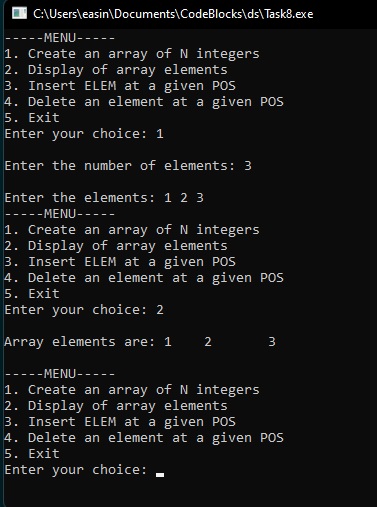 C:\Users\easin\Documents\CodeBlocks\ds\Task8.exe
-----MENU-----
1. Create an array of N integers
2. Display of array elements
3. Insert ELEM at a given POS
4. Delete an element at a given POS
5. Exit
Enter your choice: 1
Enter the number of elements: 3
Enter the elements: 1 2 3
-----MENU-----
1. Create an array of N integers
2. Display of array elements
3. Insert ELEM at a given POS
4. Delete an element at a given POS
5. Exit
Enter your choice: 2
Array elements are: 1    2       3
-----MENU-----
1. Create an array of N integers
2. Display of array elements
3. Insert ELEM at a given POS
4. Delete an element at a given POS
5. Exit
Enter your choice: